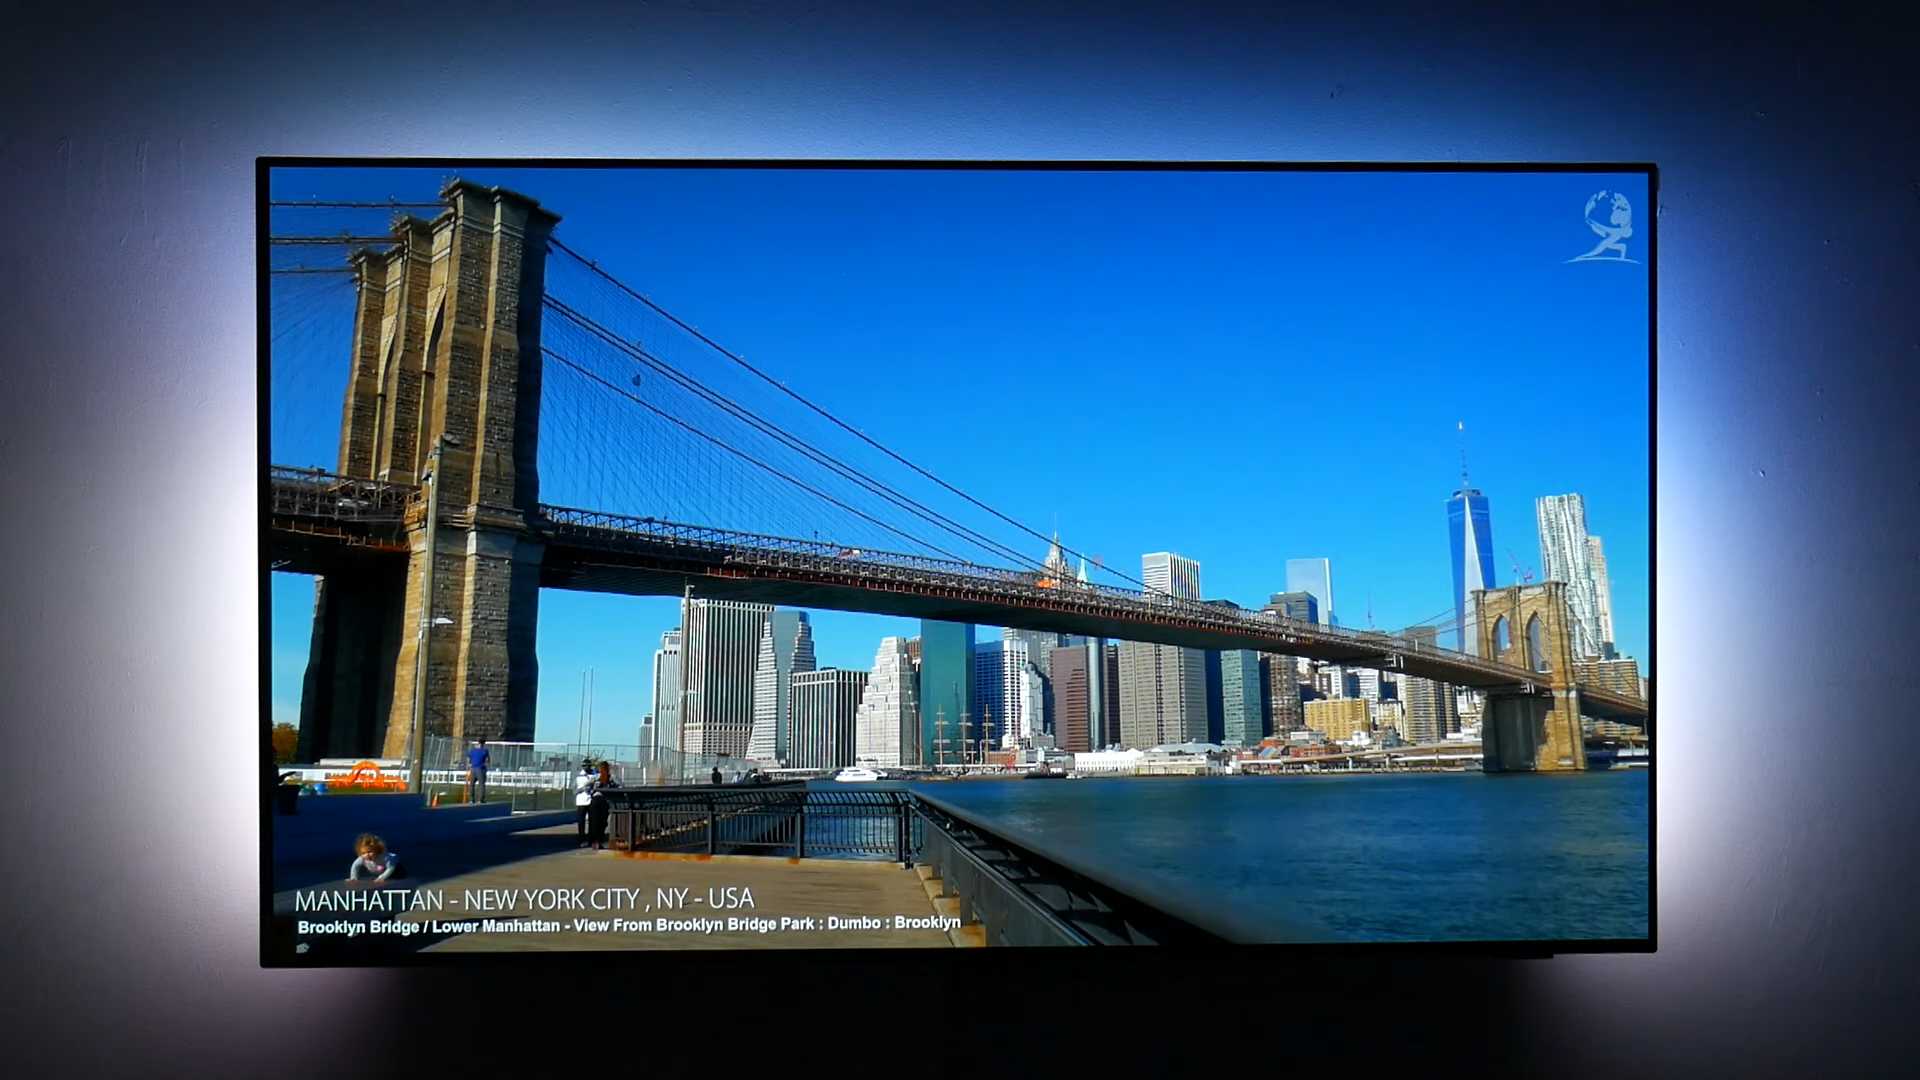 MANHATTAN - NEW YORK CITY , NY - USA
Brooklyn Bridge / Lower Manhattan - View From Brooklyn Bridge Park : Dumbo : Brooklyn